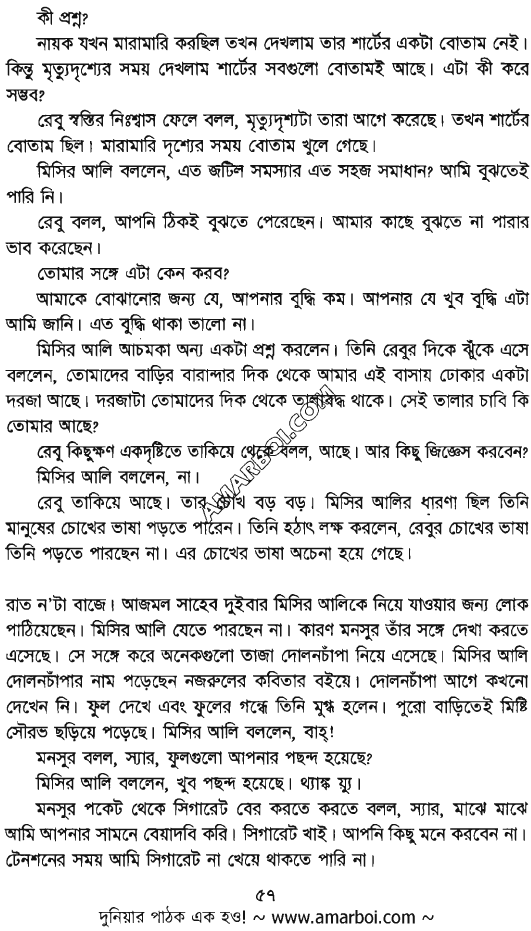 কী প্রশ্ন?
নায়ক যখন মারামারি করছিল তখন দেখলাম তার শার্টের একটা বোতাম নেই।
কিন্তু মৃত্যুদৃশ্যের সময় দেখলাম শার্টের সবগুলো বোতামই আছে। এটা কী করে
সম্ভব?
রেবু স্বস্তির নিঃশ্বাস ফেলে বলল, মৃত্যুদৃশ্যটা তারা আগে করেছে। তখন শার্টের
বোতাম ছিল। মারামারি দৃশ্যের সময় বোতাম খুলে গেছে।
মিসির আলি বললেন, এত জটিল সমস্যার এত সহজ সমাধান? আমি বুঝতেই
পারি নি।
রেবু বলল, আপনি ঠিকই বুঝতে পেরেছেন। আমার কাছে বুঝতে না পারার
ভাব করেছেন।
তোমার সঙ্গে এটা কেন করব?
আমাকে বোঝানোর জন্য যে, আপনার বুদ্ধি কম। আপনার যে খুব বুদ্ধি এটা
আমি জানি। এত বুদ্ধি থাকা ভালো না।
মিসির আলি আচমকা অন্য একটা প্রশ্ন করলেন। তিনি রেবুর দিকে ঝুঁকে এসে
বললেন, তোমাদের বাড়ির বারান্দার দিক থেকে আমার এই বাসায় ঢোকার একটা
দরজা আছে। দরজাটা তোমাদের দিক থেকে তালাবদ্ধ থাকে। সেই তালার চাবি কি
তোমার আছে?
রেবু কিছুক্ষণ একদৃষ্টিতে তাকিয়ে থেকে বলল, আছে। আর কিছু জিজ্ঞেস করবেন?
মিসির আলি বললেন, না।
রেবু তাকিয়ে আছে। তার চোখ বড় বড়। মিসির আলির ধারণা ছিল তিনি
মানুষের চোখের ভাষা পড়তে পারেন। তিনি হঠাৎ লক্ষ করলেন, রেবুর চোখের ভাষা
তিনি পড়তে পারছেন না। এর চোখের ভাষা অচেনা হয়ে গেছে।
রাত ন'টা বাজে। আজমল সাহেব দুইবার মিসির আলিকে নিয়ে যাওয়ার জন্য লোক
পাঠিয়েছেন। মিসির আলি যেতে পারছেন না। কারণ মনসুর তাঁর সঙ্গে দেখা করতে
এসেছে। সে সঙ্গে করে অনেকগুলো তাজা দোলনচাঁপা নিয়ে এসেছে। মিসির আলি
দোলনচাঁপার নাম পড়েছেন নজরুলের কবিতার বইয়ে। দোলনচাঁপা আগে কখনো
দেখেন নি। ফুল দেখে এবং ফুলের গন্ধে তিনি মুগ্ধ হলেন। পুরো বাড়িতেই মিষ্টি
সৌরভ ছড়িয়ে পড়েছে। মিসির আলি বললেন, বাহ্!
মনসুর বলল, স্যার, ফুলগুলো আপনার পছন্দ হয়েছে?
মিসির আলি বললেন, খুব পছন্দ হয়েছে। থ্যাঙ্ক য়্যু।
মনসুর পকেট থেকে সিগারেট বের করতে করতে বলল, স্যার, মাঝে মাঝে
আমি আপনার সামনে বেয়াদবি করি। সিগারেট খাই। আপনি কিছু মনে করবেন না।
টেনশনের সময় আমি সিগারেট না খেয়ে থাকতে পারি না।
৫৭
দুনিয়ার পাঠক এক হও! ~ www.amarboi.com ~
AMARBOI.COM